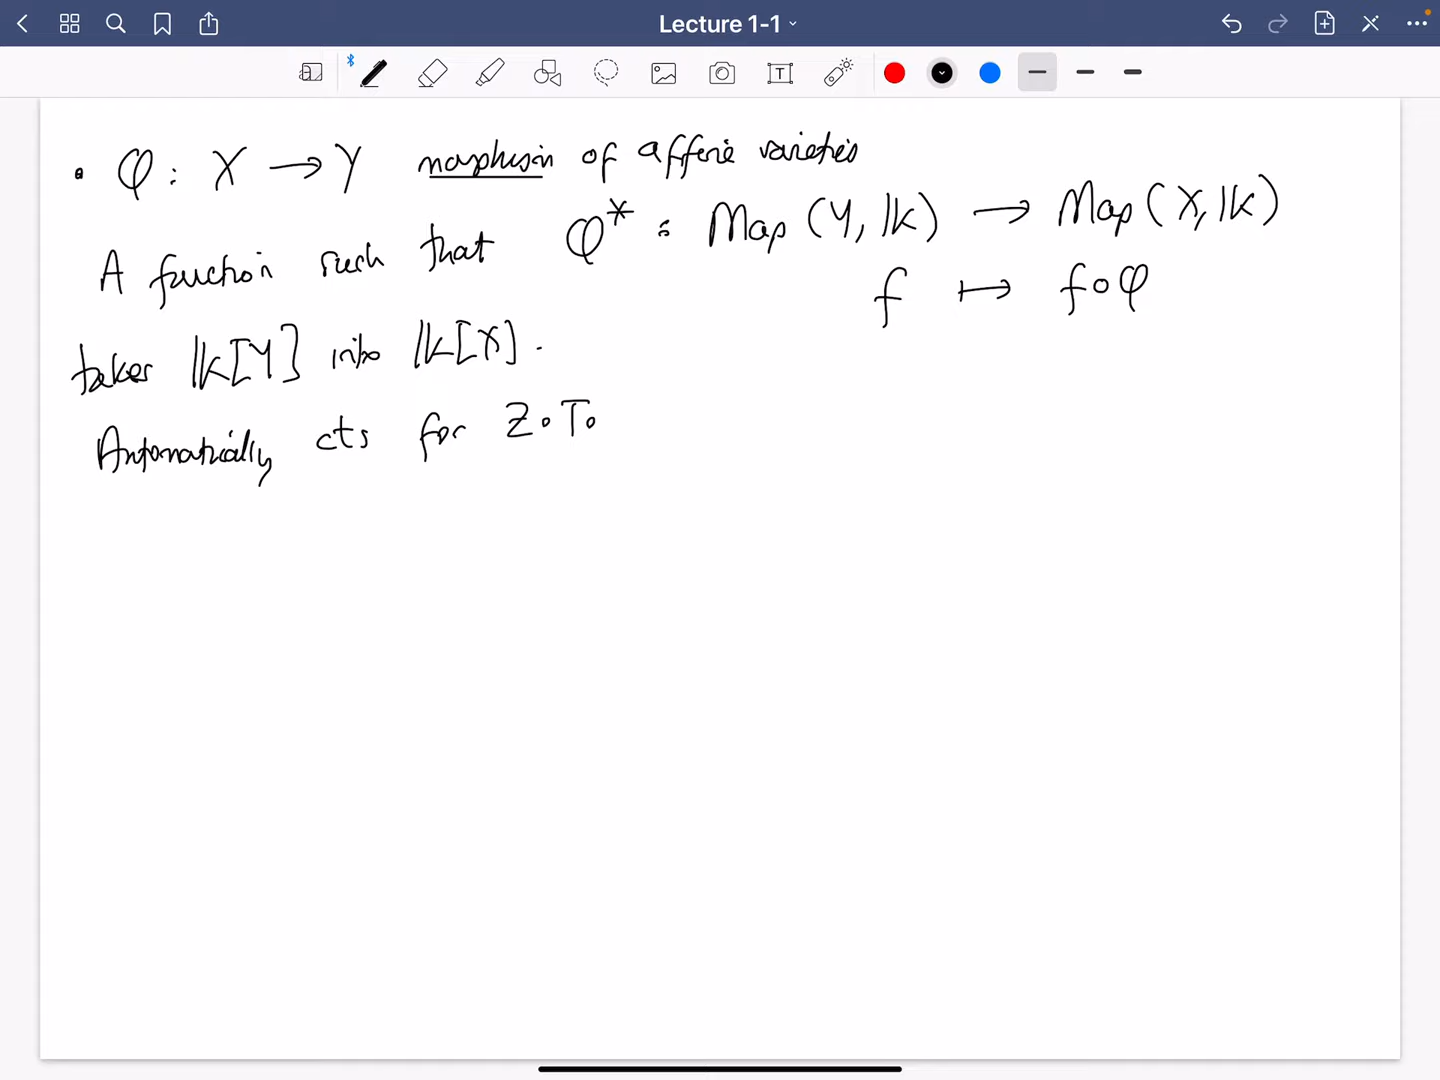 Lecture 1-1
• φ: X → Y morphism of affine varieties
A function such that φ* : Map (Y, 𝕜) → Map (X, 𝕜)
f ↦ f∘φ
takes 𝕜[Y] into 𝕜[X].
Automatically cts for Z.T.